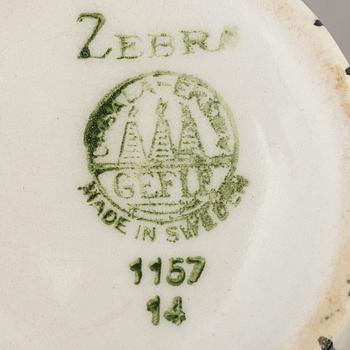 ZEBRA
UPSALA-EKEBY
GEFLE
MADE IN SWEDEN
1157
14